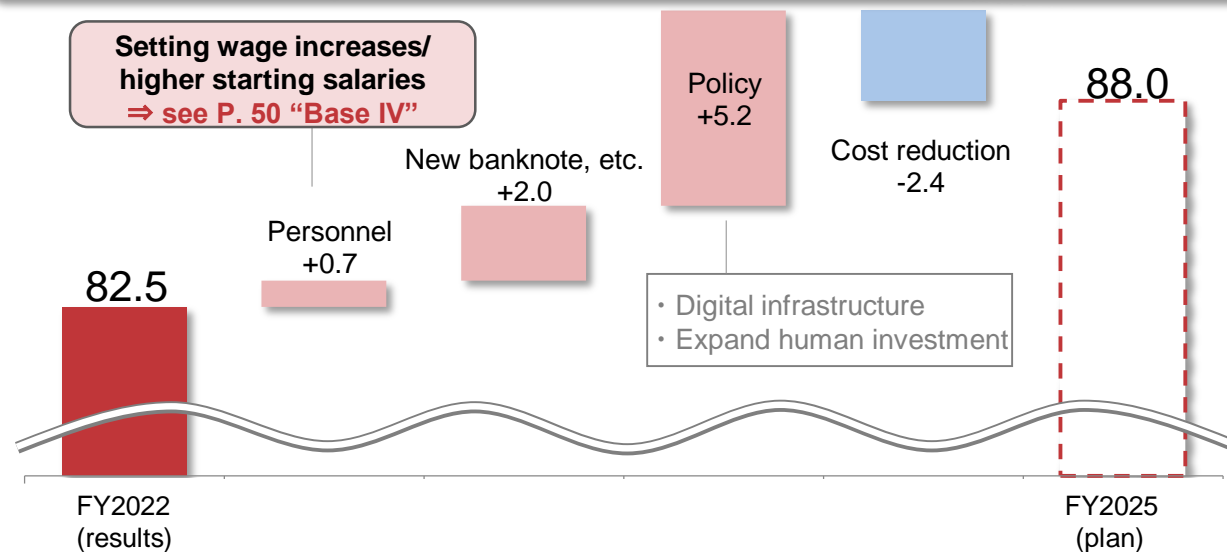 Setting wage increases/
higher starting salaries
⇒ see P. 50 “Base IV”
Policy
+5.2
88.0
New banknote, etc.
+2.0
Cost reduction
-2.4
Personnel
+0.7
82.5
・Digital infrastructure
・Expand human investment
FY2022
(results)
FY2025
(plan)